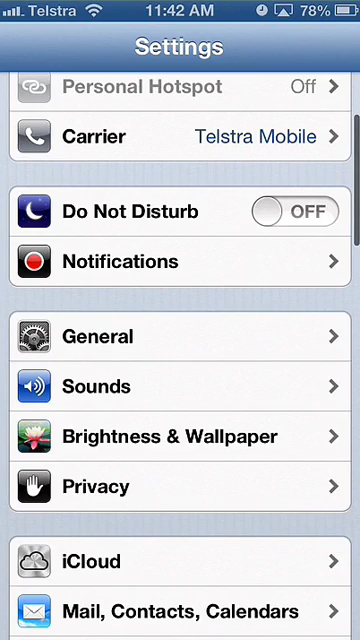 Telstra 11:42 AM 78%
Settings
Personal Hotspot Off
Carrier Telstra Mobile
Do Not Disturb OFF
Notifications
General
Sounds
Brightness & Wallpaper
Privacy
iCloud
Mail, Contacts, Calendars